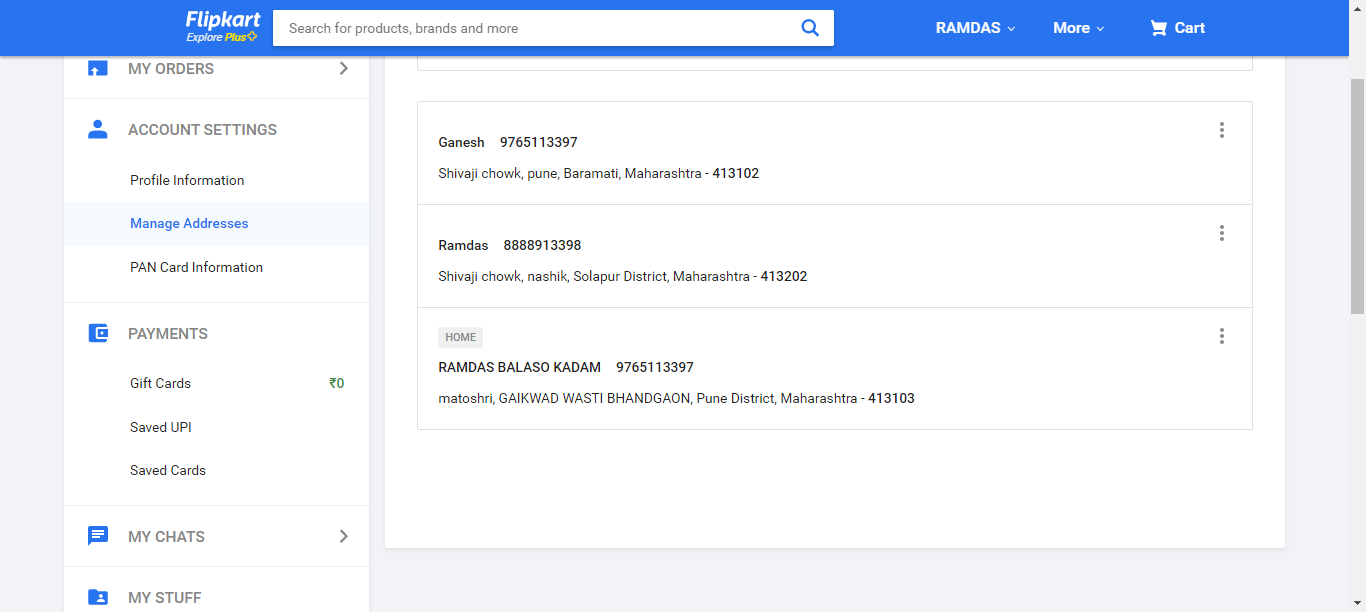 Flipkart
Explore Plus
Search for products, brands and more
RAMDAS
More
Cart
MY ORDERS
ACCOUNT SETTINGS
Profile Information
Manage Addresses
PAN Card Information
PAYMENTS
Gift Cards ₹0
Saved UPI
Saved Cards
MY CHATS
MY STUFF
Ganesh 9765113397
Shivaji chowk, pune, Baramati, Maharashtra - 413102
Ramdas 8888913398
Shivaji chowk, nashik, Solapur District, Maharashtra - 413202
HOME
RAMDAS BALASO KADAM 9765113397
matoshri, GAIKWAD WASTI BHANDGAON, Pune District, Maharashtra - 413103